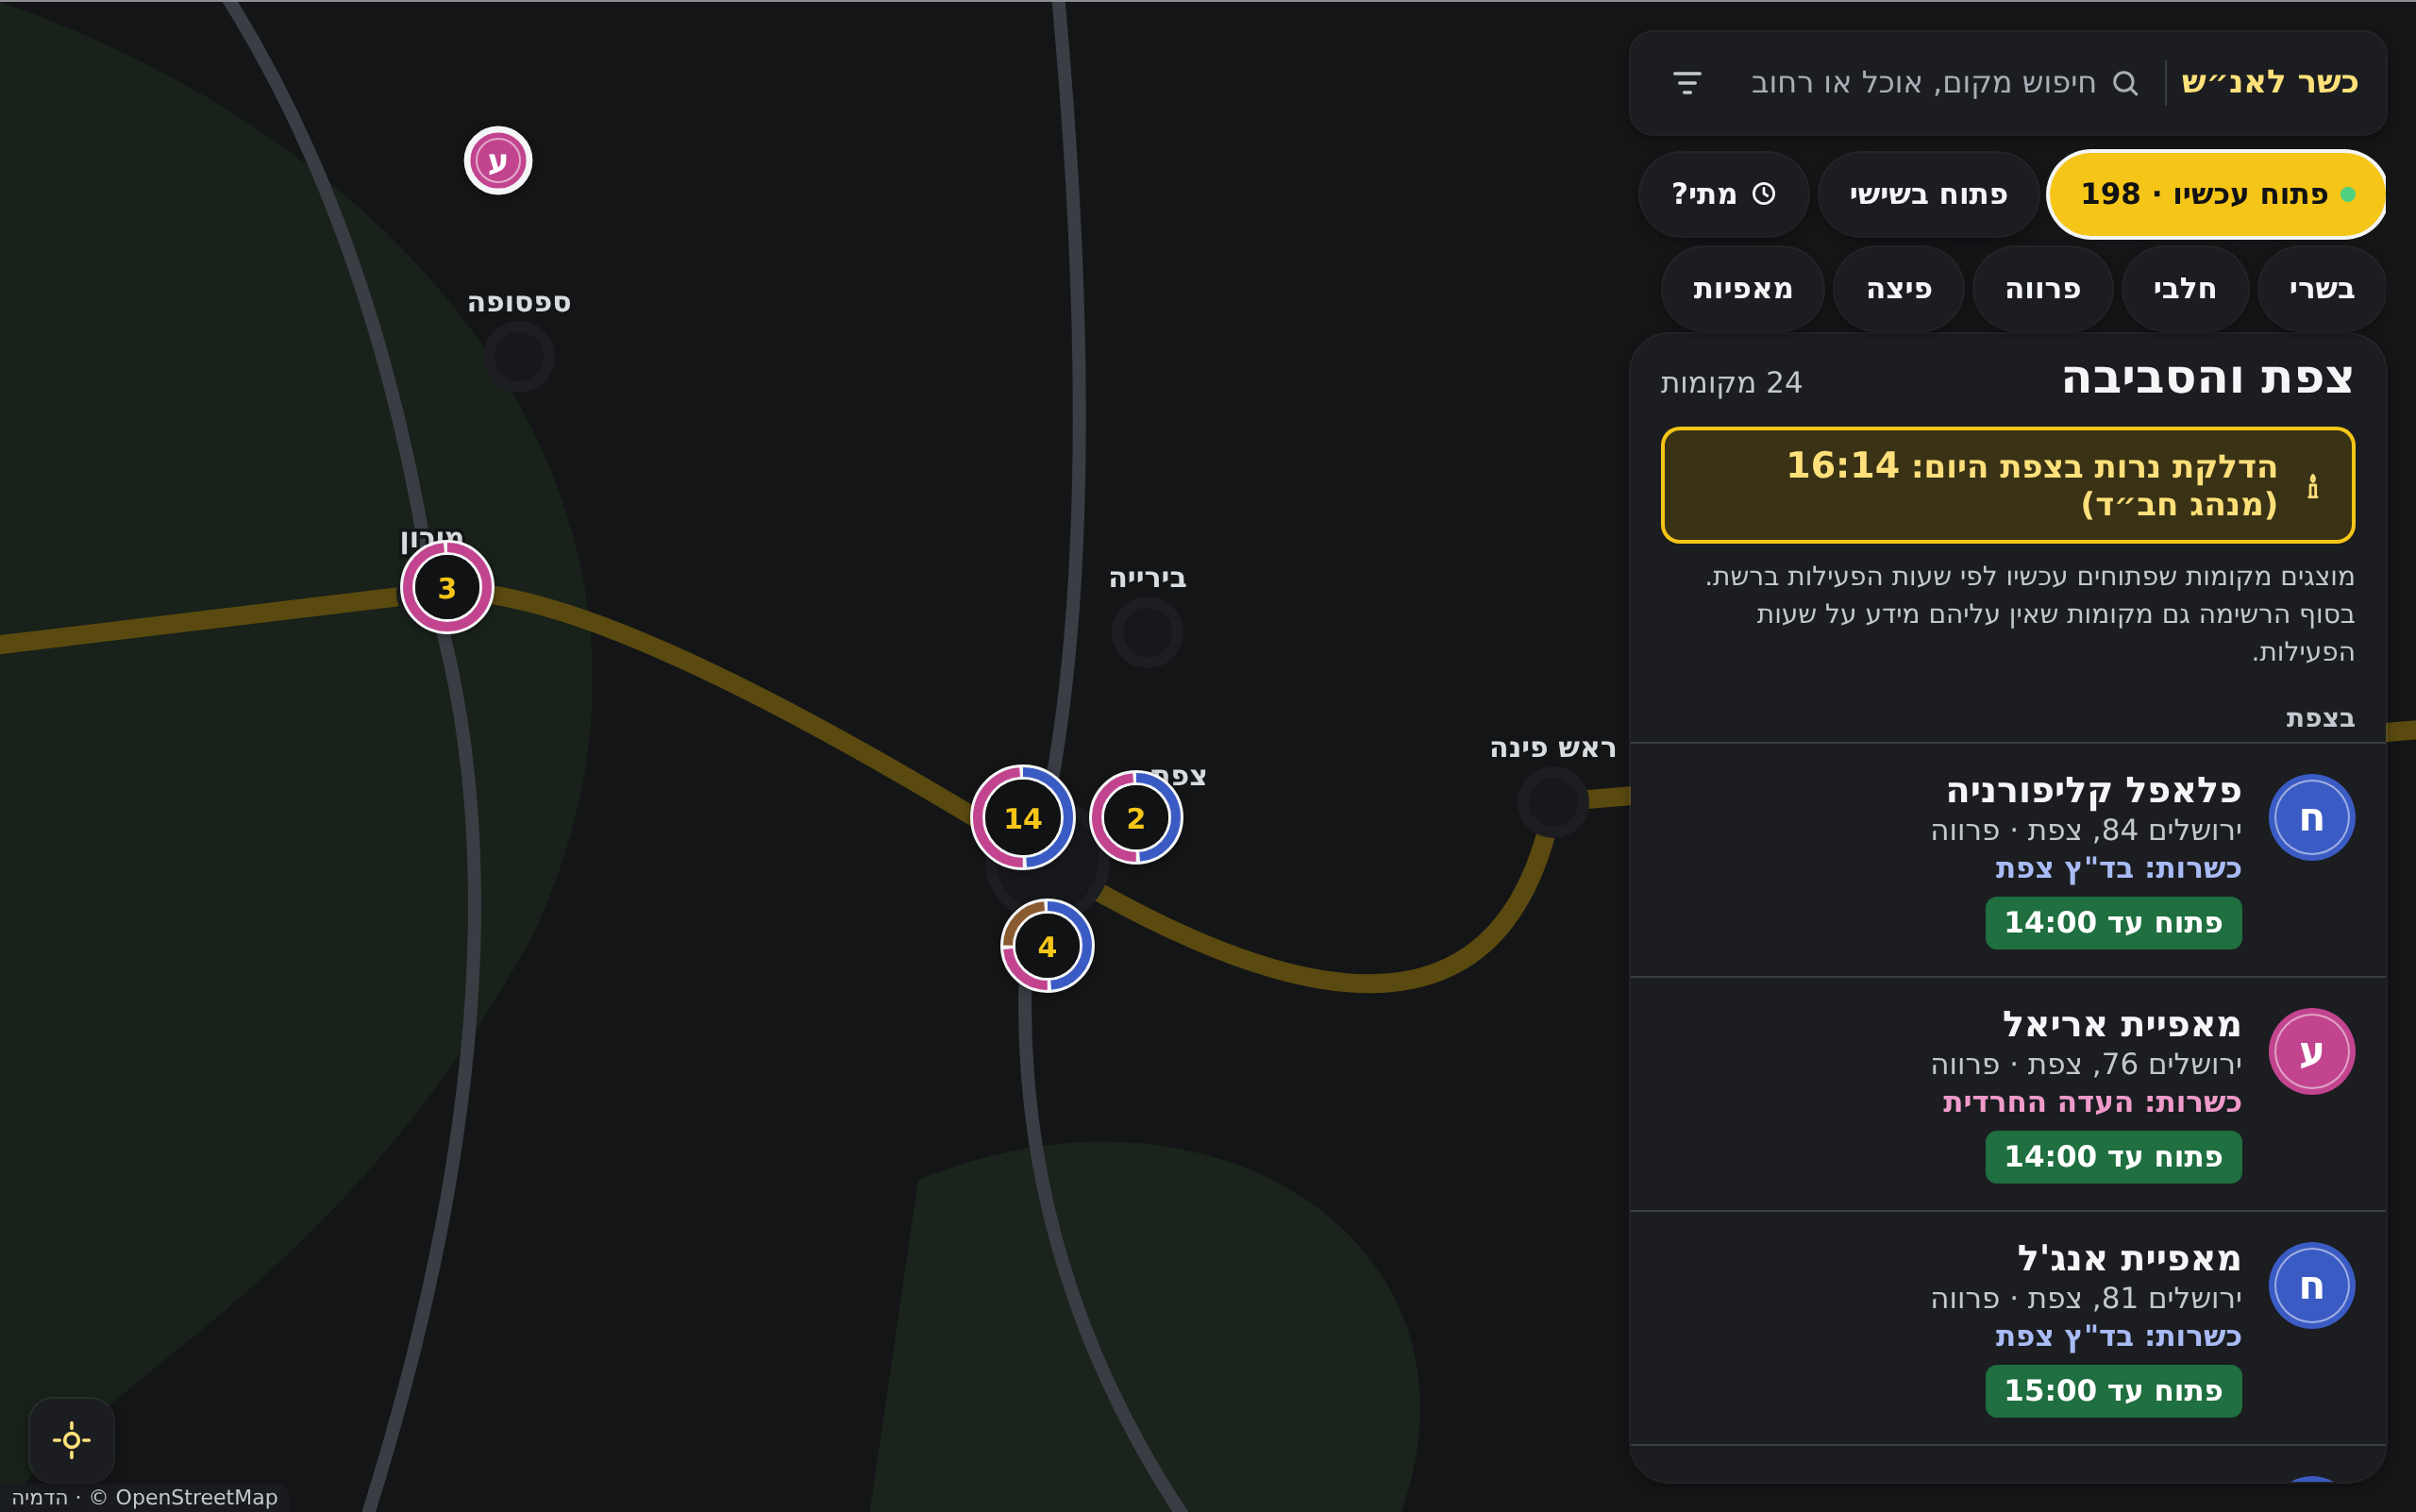 כשר לאנ״ש
חיפוש מקום, אוכל או רחוב
פתוח עכשיו · 198
פתוח בשישי
מתי?
בשרי
חלבי
פרווה
פיצה
מאפיות
צפת והסביבה
24 מקומות
הדלקת נרות בצפת היום: 16:14
(מנהג חב״ד)
מוצגים מקומות שפתוחים עכשיו לפי שעות הפעילות ברשת.
בסוף הרשימה גם מקומות שאין עליהם מידע על שעות
הפעילות.
בצפת
ח
פלאפל קליפורניה
ירושלים 84, צפת · פרווה
כשרות: בד"ץ צפת
פתוח עד 14:00
ע
מאפיית אריאל
ירושלים 76, צפת · פרווה
כשרות: העדה החרדית
פתוח עד 14:00
ח
מאפיית אנג'ל
ירושלים 81, צפת · פרווה
כשרות: בד"ץ צפת
פתוח עד 15:00
ע
ספסופה
מירון
3
בירייה
ראש פינה
צפת
14
2
4
הדמיה · © OpenStreetMap